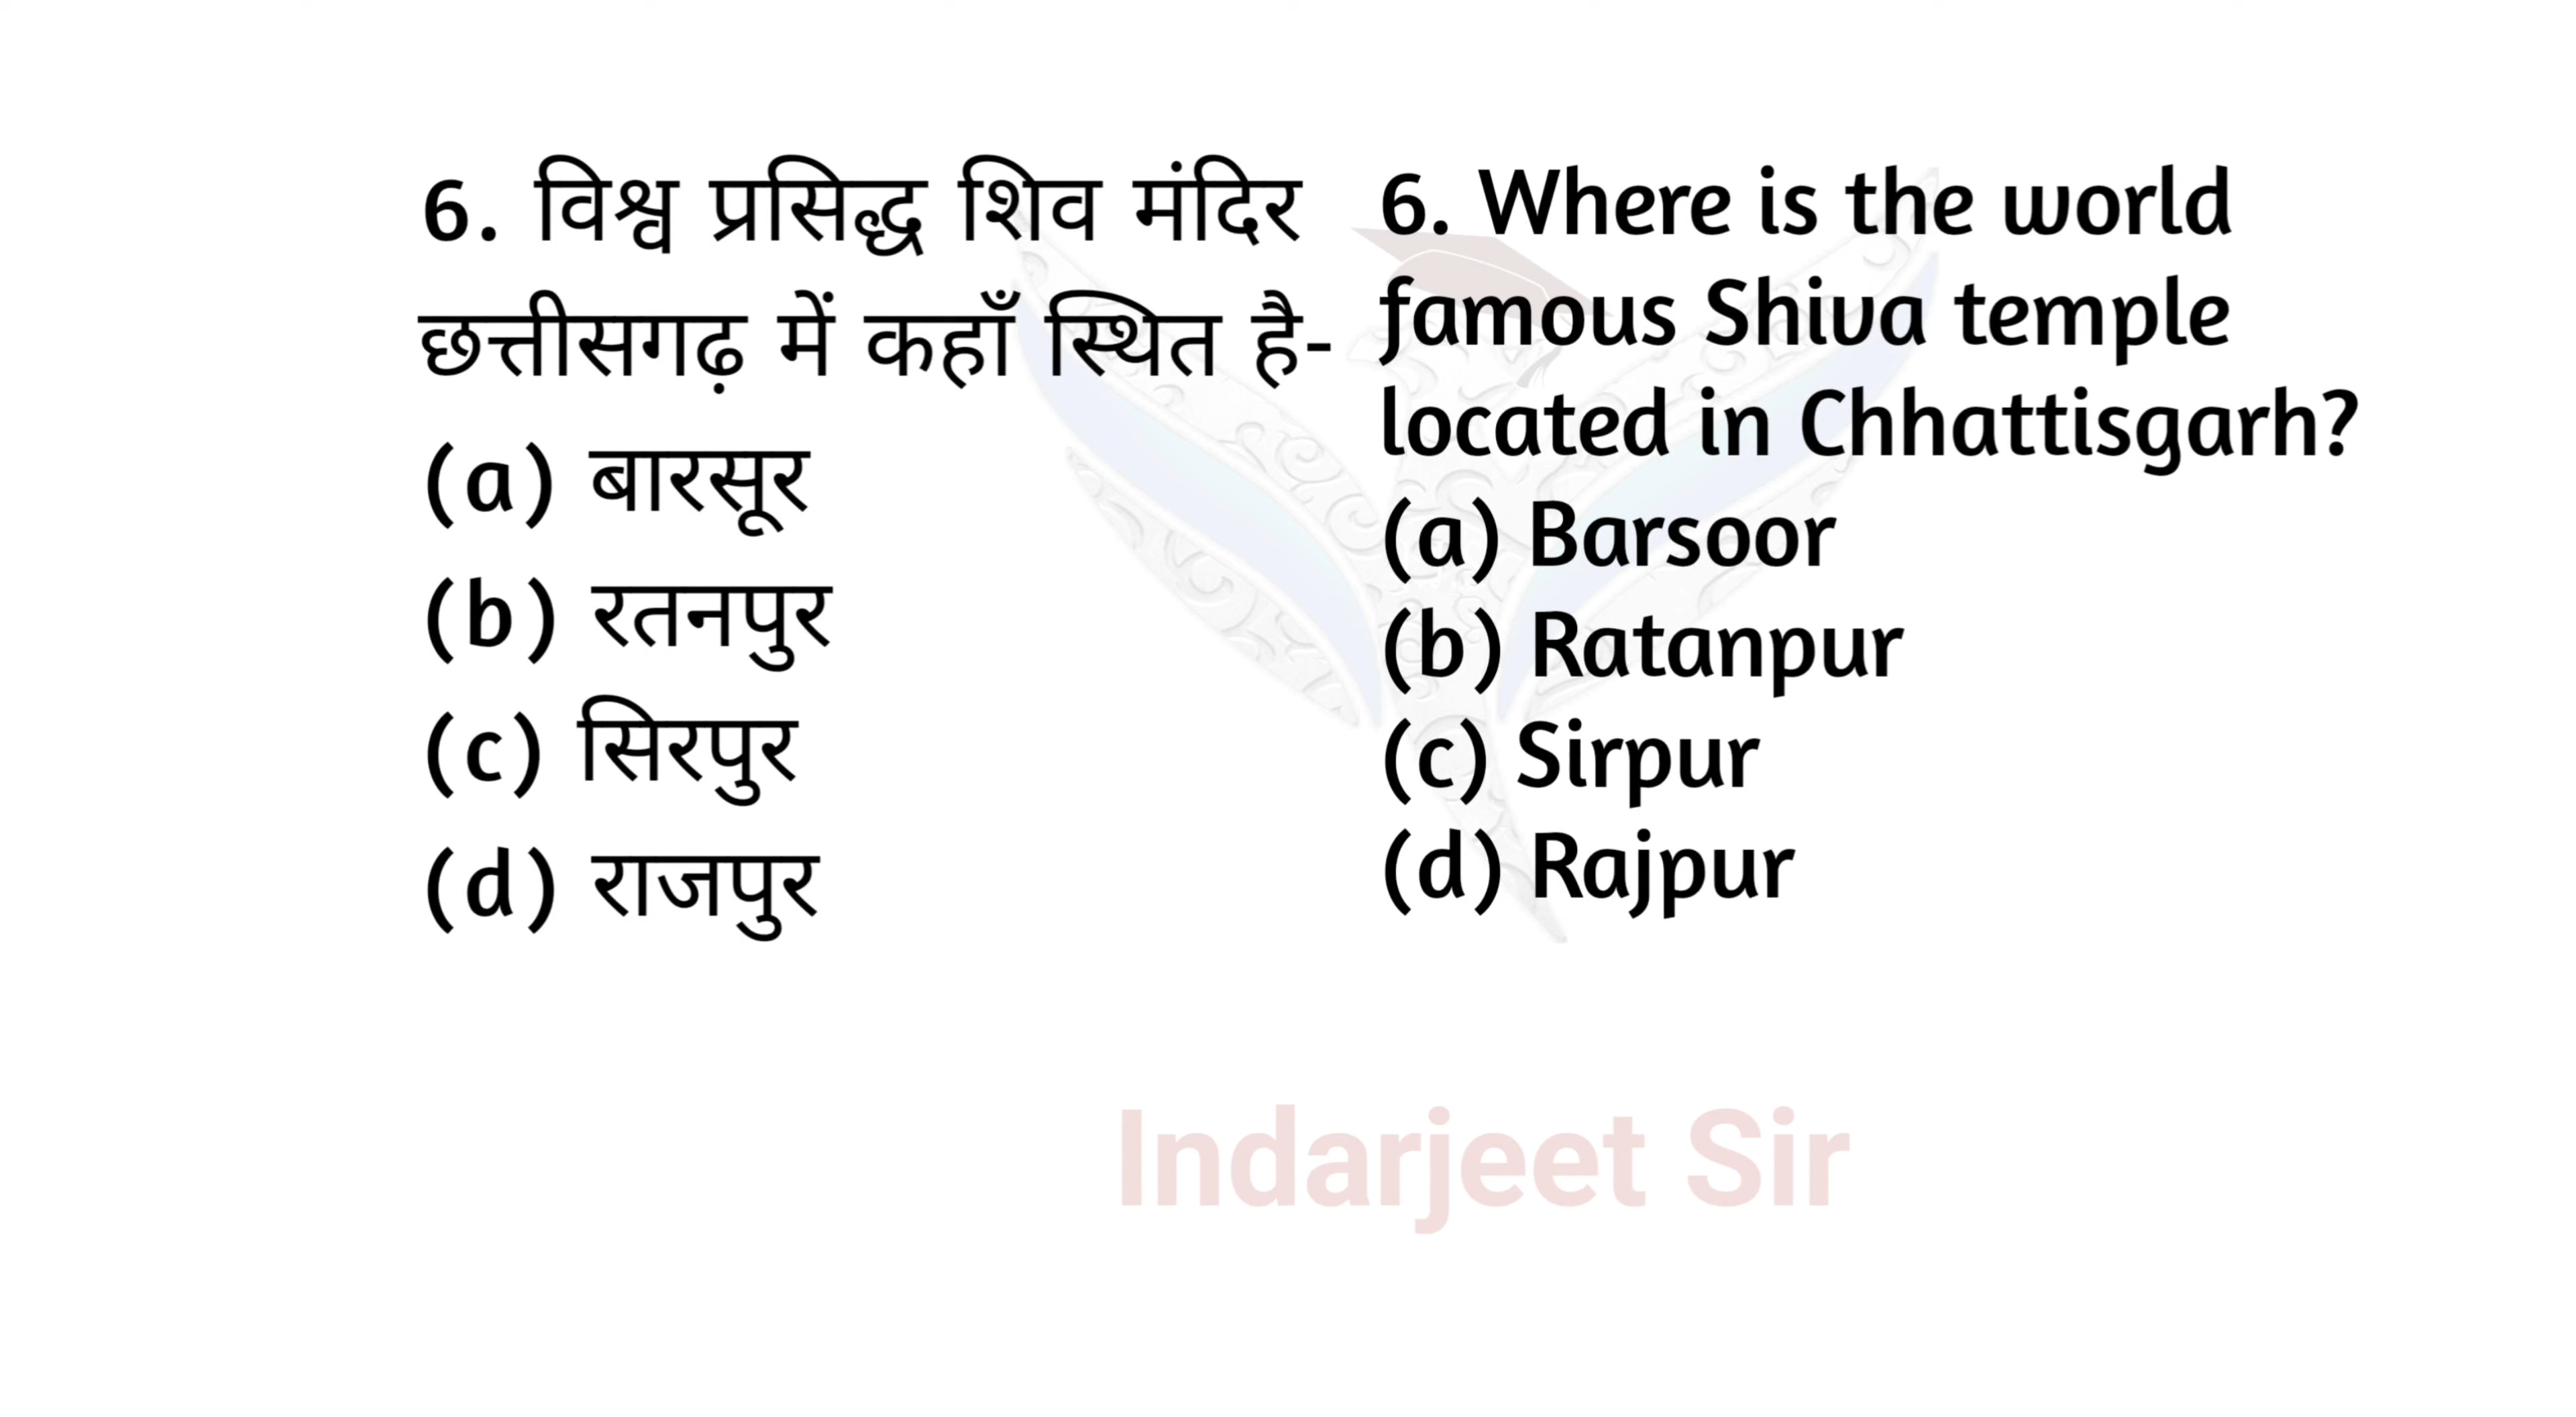 6. विश्व प्रसिद्ध शिव मंदिर
छत्तीसगढ़ में कहाँ स्थित है-
(a) बारसूर
(b) रतनपुर
(c) सिरपुर
(d) राजपुर
6. Where is the world
famous Shiva temple
located in Chhattisgarh?
(a) Barsoor
(b) Ratanpur
(c) Sirpur
(d) Rajpur
Indarjeet Sir